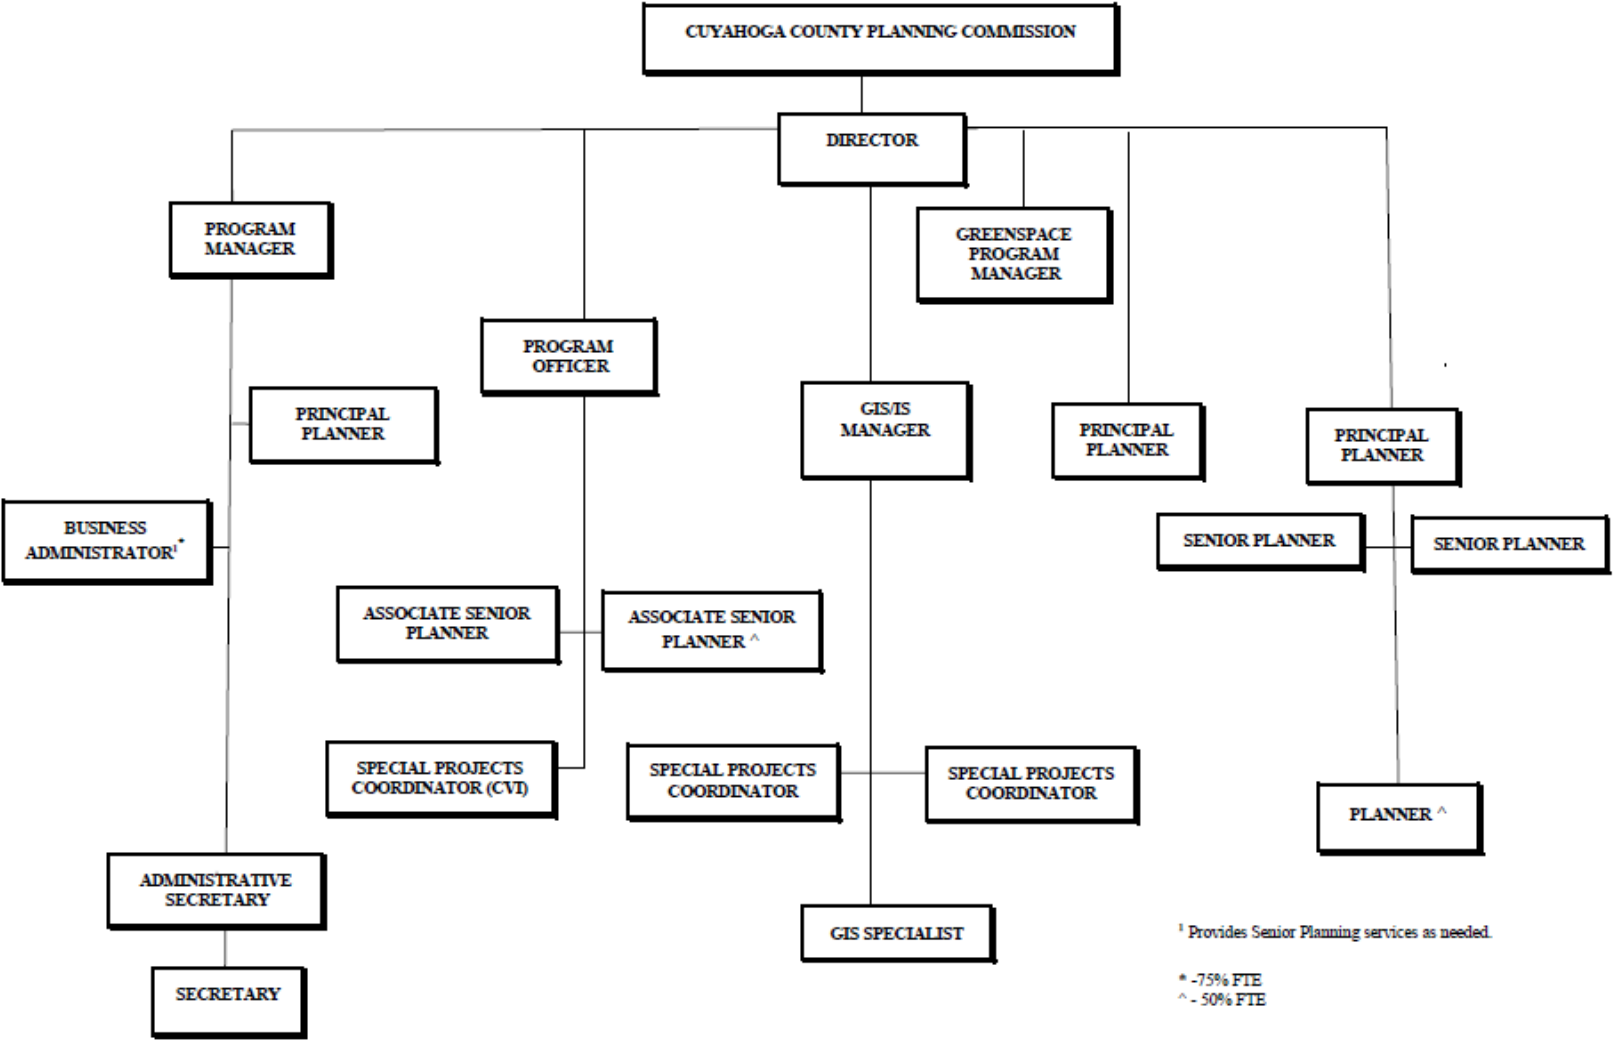 CUYAHOGA COUNTY PLANNING COMMISSION
DIRECTOR
PROGRAM
MANAGER
GREENSPACE
PROGRAM
MANAGER
PROGRAM
OFFICER
PRINCIPAL
PLANNER
GIS/IS
MANAGER
PRINCIPAL
PLANNER
PRINCIPAL
PLANNER
BUSINESS
ADMINISTRATOR¹*
SENIOR PLANNER
SENIOR PLANNER
ASSOCIATE SENIOR
PLANNER
ASSOCIATE SENIOR
PLANNER ^
SPECIAL PROJECTS
COORDINATOR (CVI)
SPECIAL PROJECTS
COORDINATOR
SPECIAL PROJECTS
COORDINATOR
PLANNER ^
ADMINISTRATIVE
SECRETARY
GIS SPECIALIST
SECRETARY
¹ Provides Senior Planning services as needed.
* -75% FTE
^ - 50% FTE